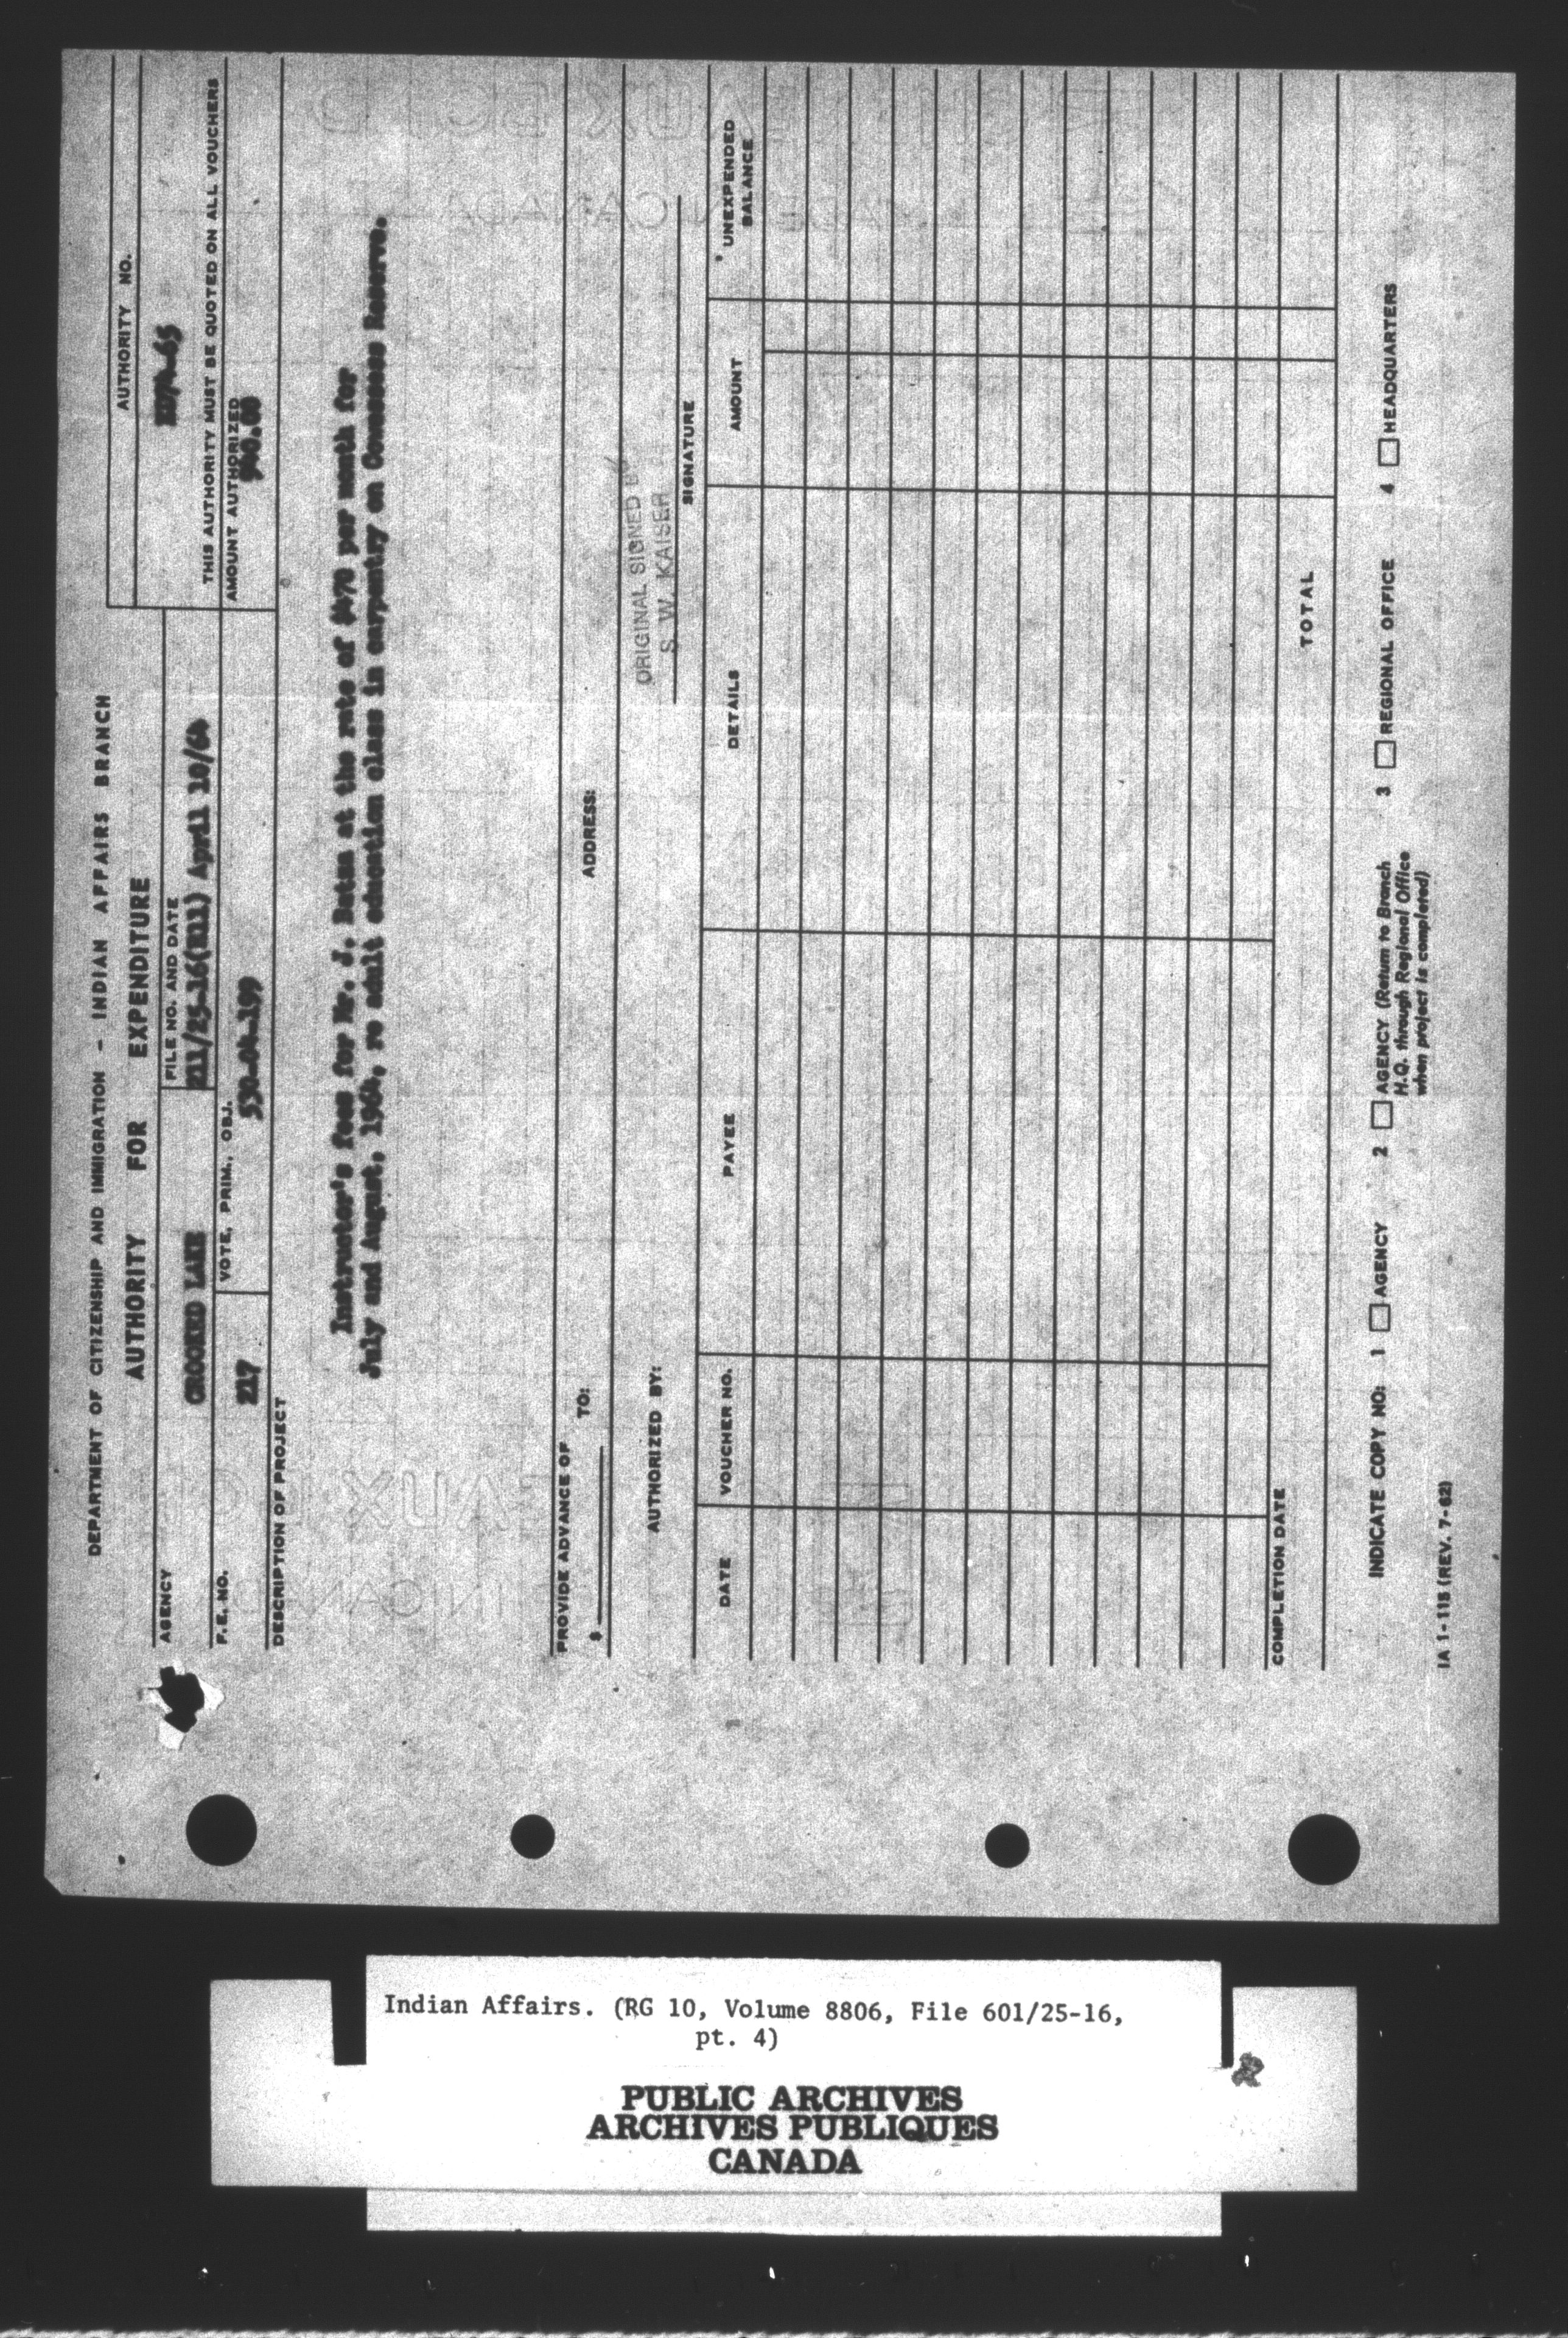 DEPARTMENT OF CITIZENSHIP AND IMMIGRATION - INDIAN AFFAIRS BRANCH
AUTHORITY FOR EXPENDITURE
AUTHORITY NO.
THIS AUTHORITY MUST BE QUOTED ON ALL VOUCHERS
AGENCY
CROOKED LAKE
FILE NO. AND DATE
April 10/64
F.E. NO.
217
VOTE, PRIM., OBJ.
530-04-199
AMOUNT AUTHORIZED
940.00
DESCRIPTION OF PROJECT
Instructor's fees for Mr. J. Bates at the rate of $470 per month for
July and August, 1964, re adult education class in carpentry on Cowesses Reserve.
PROVIDE ADVANCE OF
$ TO:
ADDRESS:
AUTHORIZED BY:
ORIGINAL SIGNED BY
S. W. KAISER
SIGNATURE
DATE VOUCHER NO. PAYEE DETAILS AMOUNT UNEXPENDED BALANCE
COMPLETION DATE TOTAL
INDICATE COPY NO: 1 AGENCY 2 AGENCY (Return to Branch 3 REGIONAL OFFICE 4 HEADQUARTERS
H.Q. through Regional Office
when project is completed)
IA 1-115 (REV. 7-62)
Indian Affairs. (RG 10, Volume 8806, File 601/25-16,
pt. 4)
PUBLIC ARCHIVES
ARCHIVES PUBLIQUES
CANADA